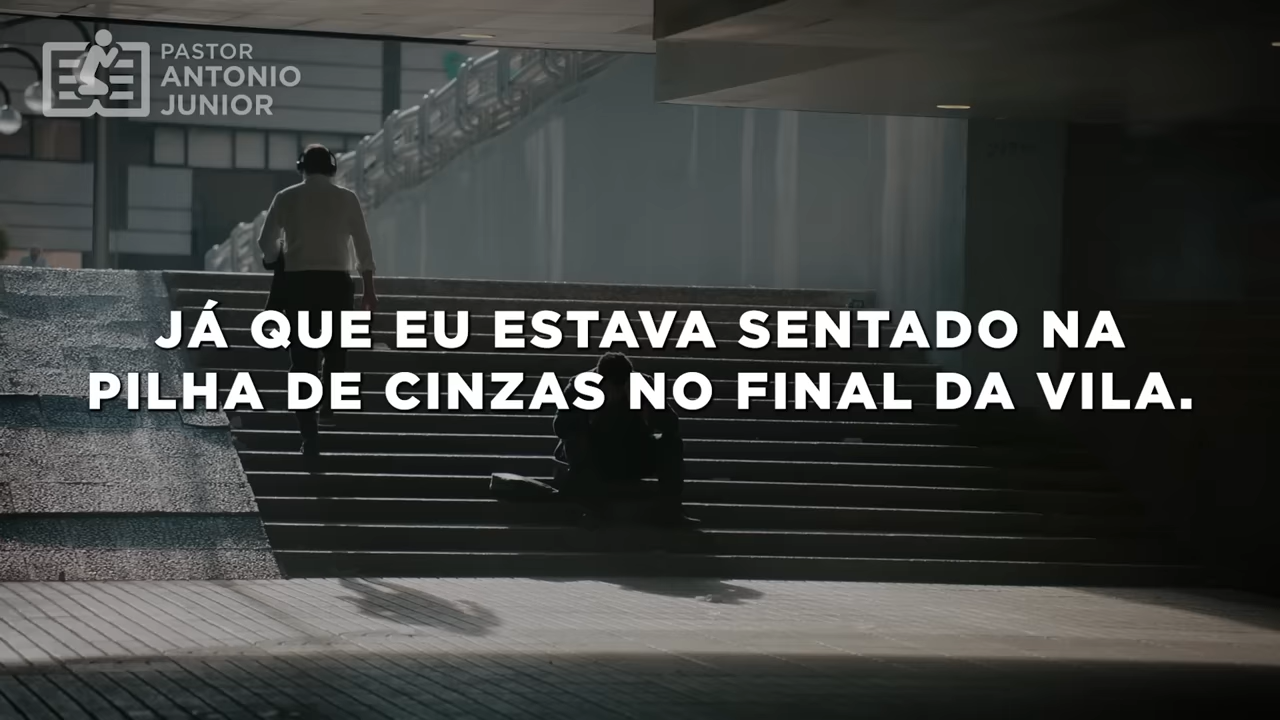 PASTOR
ANTONIO
JUNIOR
JÁ QUE EU ESTAVA SENTADO NA
PILHA DE CINZAS NO FINAL DA VILA.